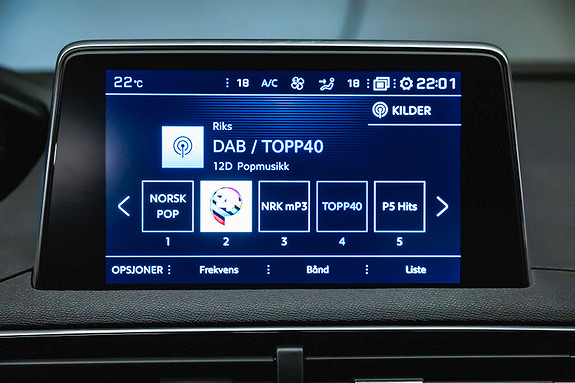 22°C 18 A/C 18 22:01
KILDER
Riks
DAB / TOPP40
12D Popmusikk
NORSK
POP
NRK mP3
TOPP40
P5 Hits
1 2 3 4 5
OPSJONER Frekvens Bånd Liste